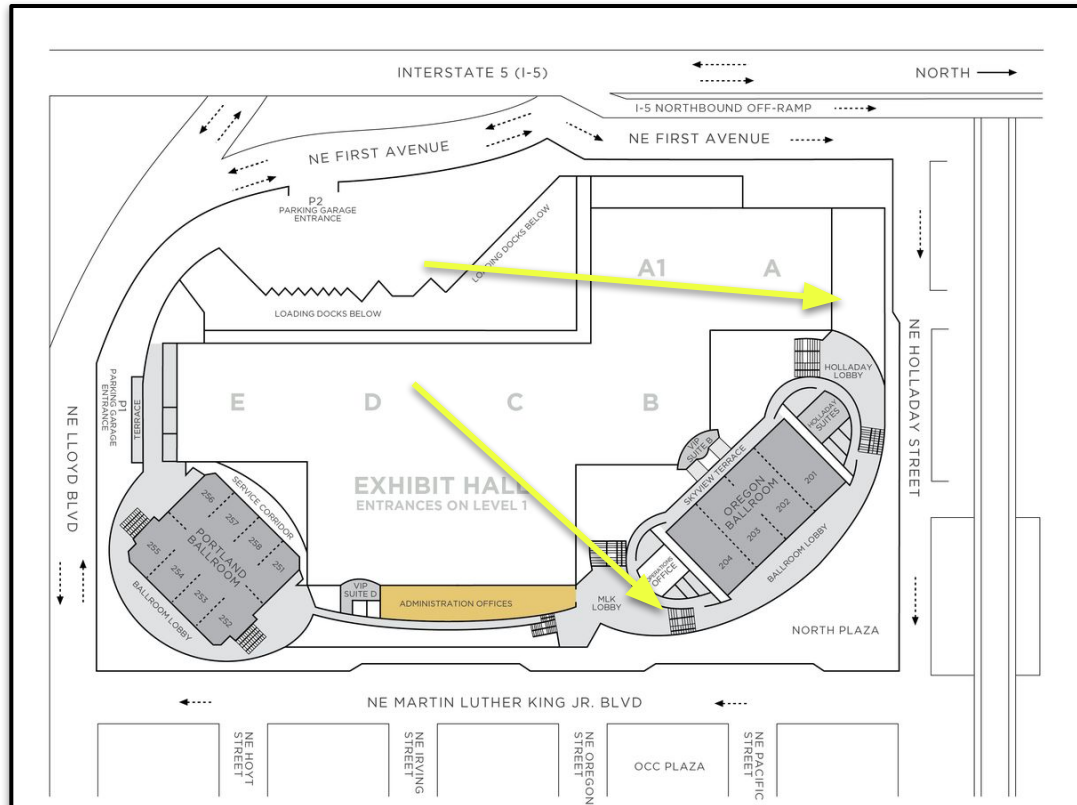 INTERSTATE 5 (I-5)
NORTH
I-5 NORTHBOUND OFF-RAMP
NE FIRST AVENUE
NE FIRST AVENUE
P2
PARKING GARAGE
ENTRANCE
LOADING DOCKS BELOW
LOADING DOCKS BELOW
A1
A
NE HOLLADAY STREET
HOLLADAY
LOBBY
HOLLADAY
SUITES
P1
PARKING GARAGE
ENTRANCE
TERRACE
E
D
C
B
NE LLOYD BLVD
VIP
SUITE B
SKYVIEW TERRACE
OREGON
BALLROOM
201
202
203
204
EXHIBIT HALL
ENTRANCES ON LEVEL 1
SERVICE CORRIDOR
256
257
258
251
PORTLAND
BALLROOM
255
254
253
252
BALLROOM LOBBY
OPERATIONS
OFFICE
BALLROOM LOBBY
VIP
SUITE D
ADMINISTRATION OFFICES
MLK
LOBBY
NORTH PLAZA
NE MARTIN LUTHER KING JR. BLVD
NE HOYT
STREET
NE IRVING
STREET
NE OREGON
STREET
OCC PLAZA
NE PACIFIC
STREET